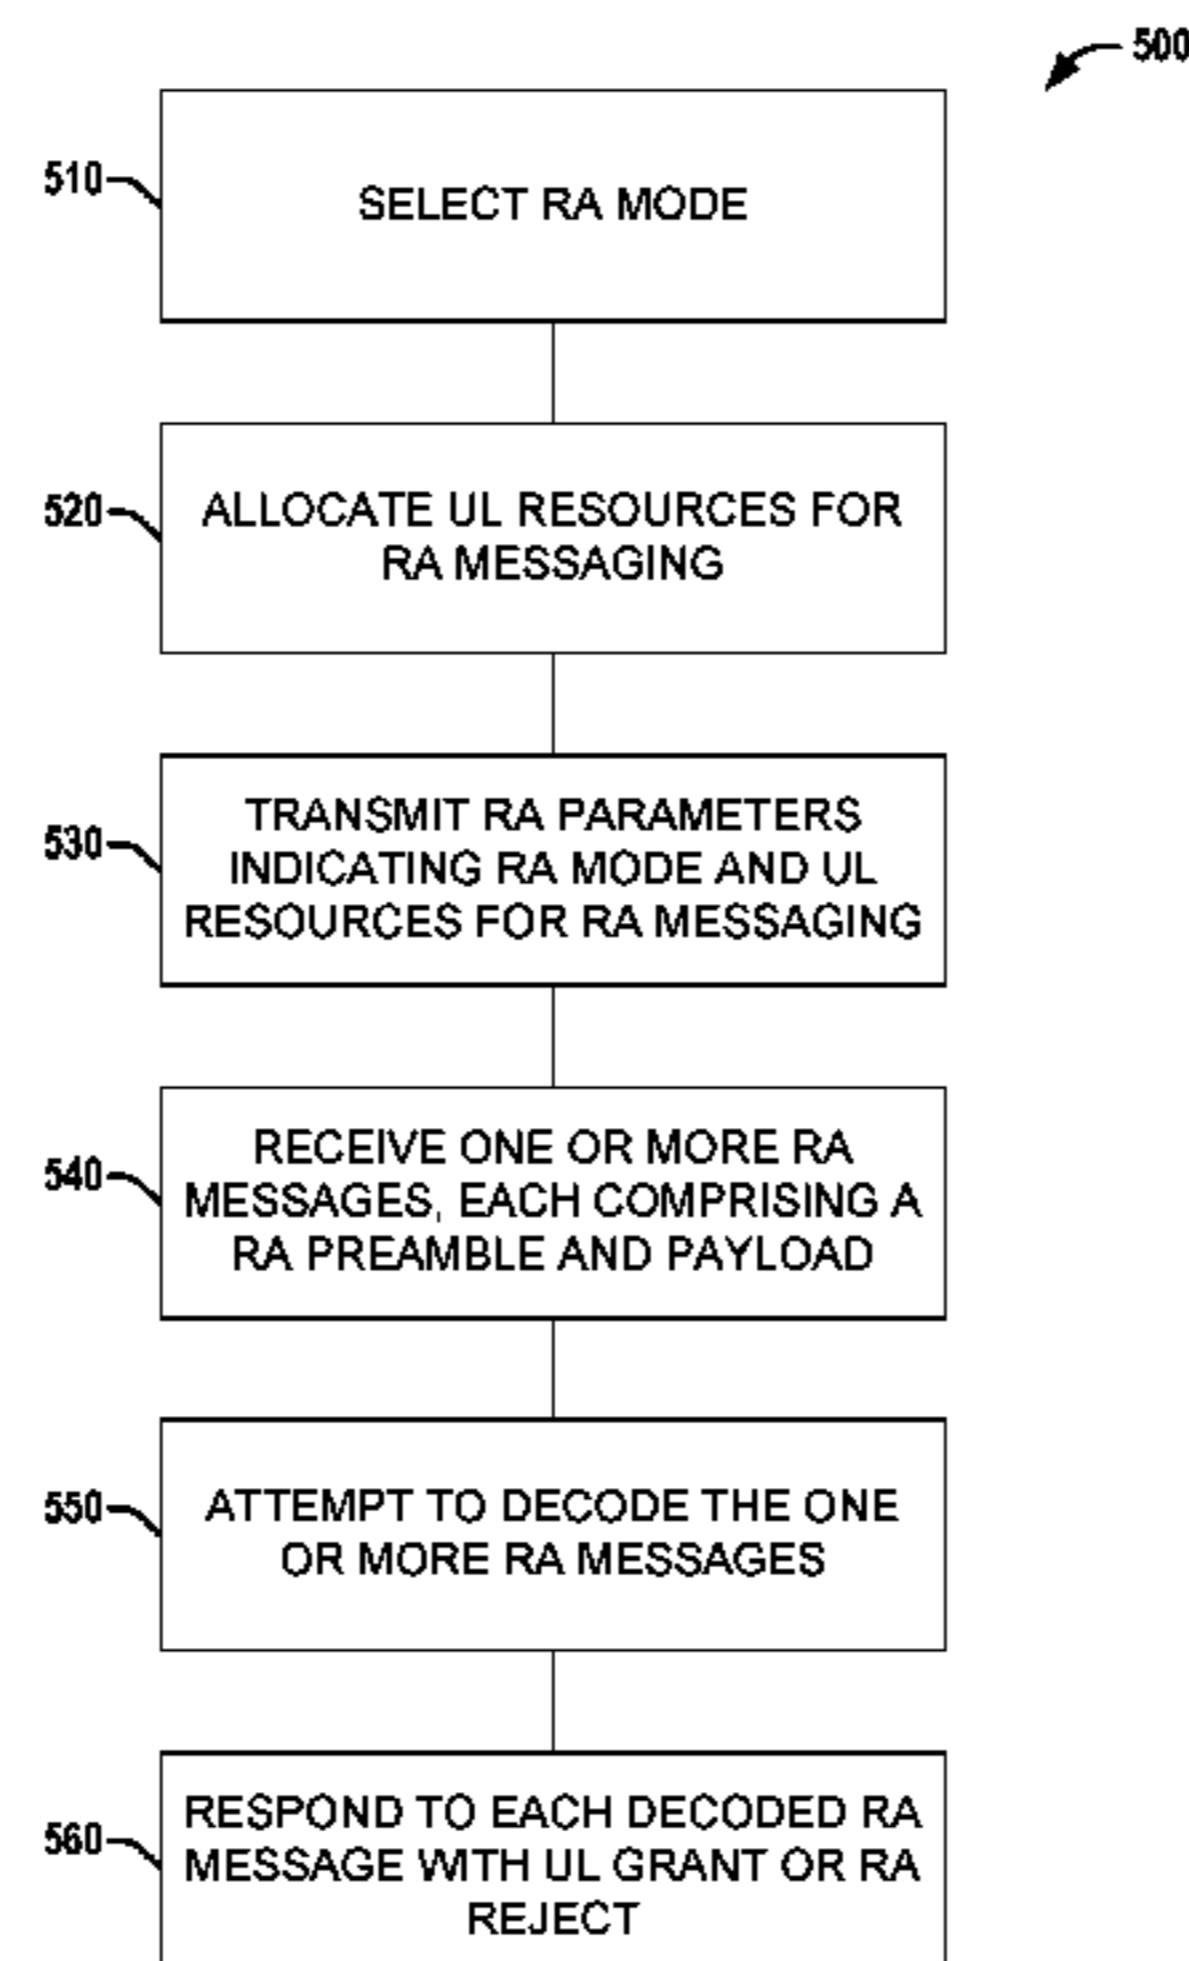 500
510
SELECT RA MODE
520
ALLOCATE UL RESOURCES FOR
RA MESSAGING
530
TRANSMIT RA PARAMETERS
INDICATING RA MODE AND UL
RESOURCES FOR RA MESSAGING
540
RECEIVE ONE OR MORE RA
MESSAGES, EACH COMPRISING A
RA PREAMBLE AND PAYLOAD
550
ATTEMPT TO DECODE THE ONE
OR MORE RA MESSAGES
560
RESPOND TO EACH DECODED RA
MESSAGE WITH UL GRANT OR RA
REJECT